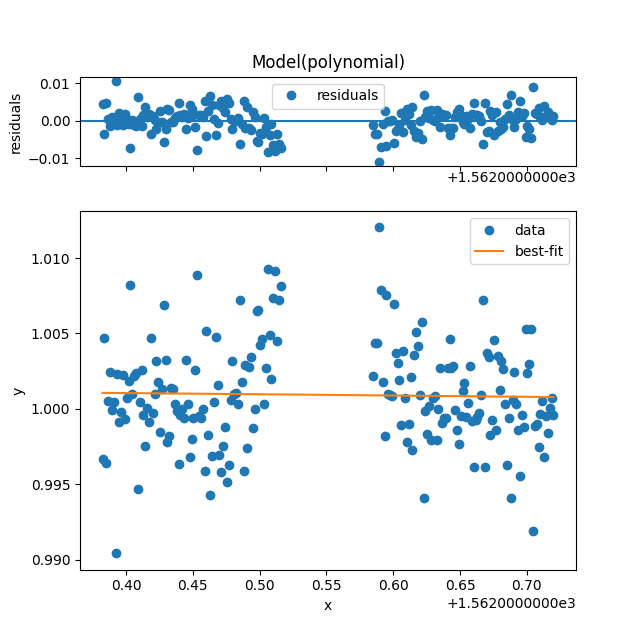 Model(polynomial)
0.01
0.00
−0.01
residuals
residuals
+1.5620000000e3
1.010
1.005
1.000
0.995
0.990
y
data
best-fit
0.40 0.45 0.50 0.55 0.60 0.65 0.70
x
+1.5620000000e3